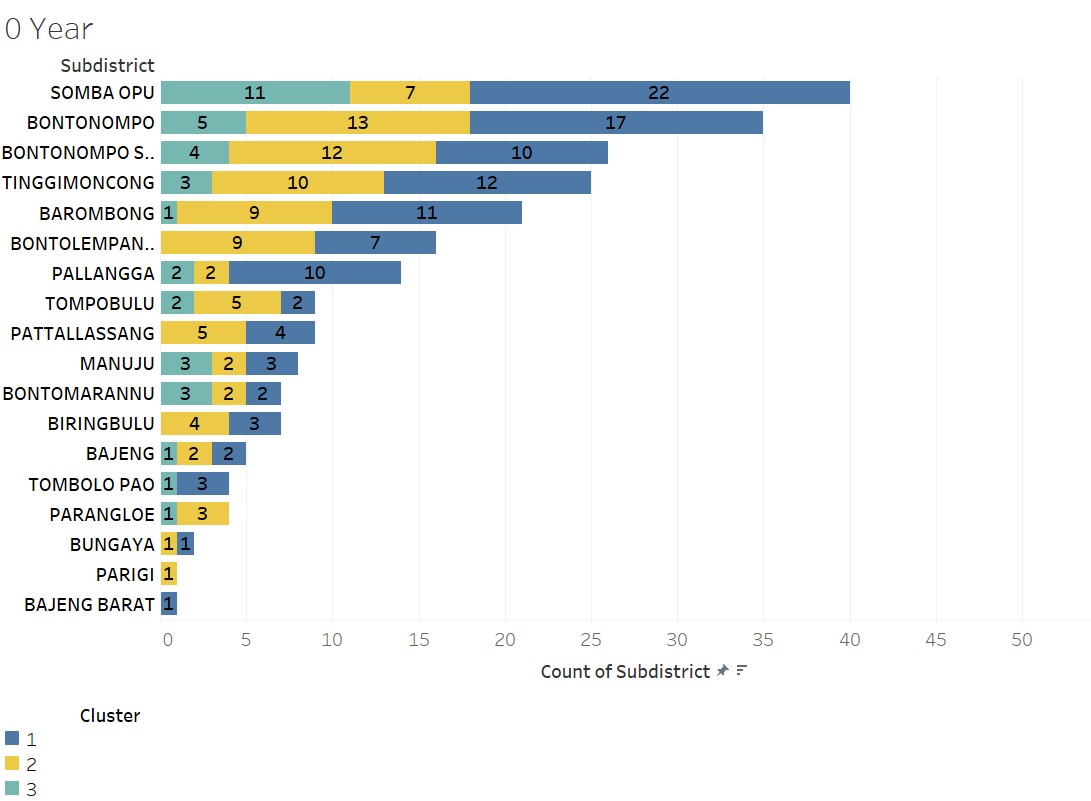 0 Year
Subdistrict
SOMBA OPU 11 7 22
BONTONOMPO 5 13 17
BONTONOMPO S.. 4 12 10
TINGGIMONCONG 3 10 12
BAROMBONG 1 9 11
BONTOLEMPAN.. 9 7
PALLANGGA 2 2 10
TOMPOBULU 2 5 2
PATTALLASSANG 5 4
MANUJU 3 2 3
BONTOMARANNU 3 2 2
BIRINGBULU 4 3
BAJENG 1 2 2
TOMBOLO PAO 1 3
PARANGLOE 1 3
BUNGAYA 1 1
PARIGI 1
BAJENG BARAT 1
0 5 10 15 20 25 30 35 40 45 50
Count of Subdistrict
Cluster
1
2
3